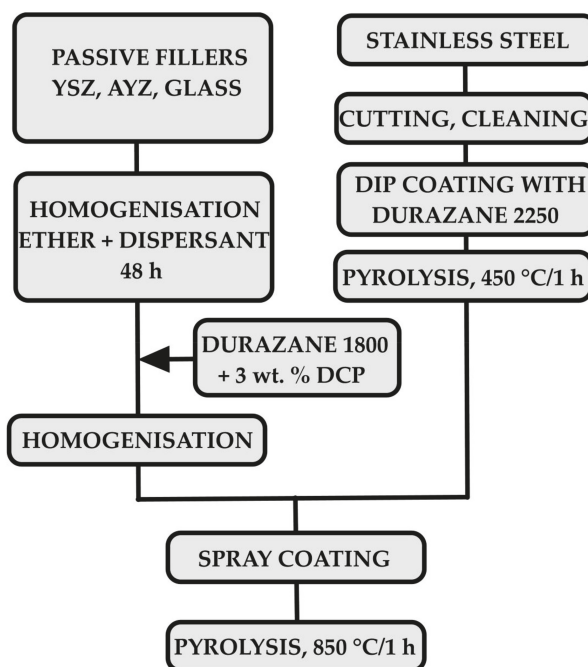 PASSIVE FILLERS
YSZ, AYZ, GLASS
HOMOGENISATION
ETHER + DISPERSANT
48 h
DURAZANE 1800
+ 3 wt. % DCP
HOMOGENISATION
STAINLESS STEEL
CUTTING, CLEANING
DIP COATING WITH
DURAZANE 2250
PYROLYSIS, 450 °C/1 h
SPRAY COATING
PYROLYSIS, 850 °C/1 h